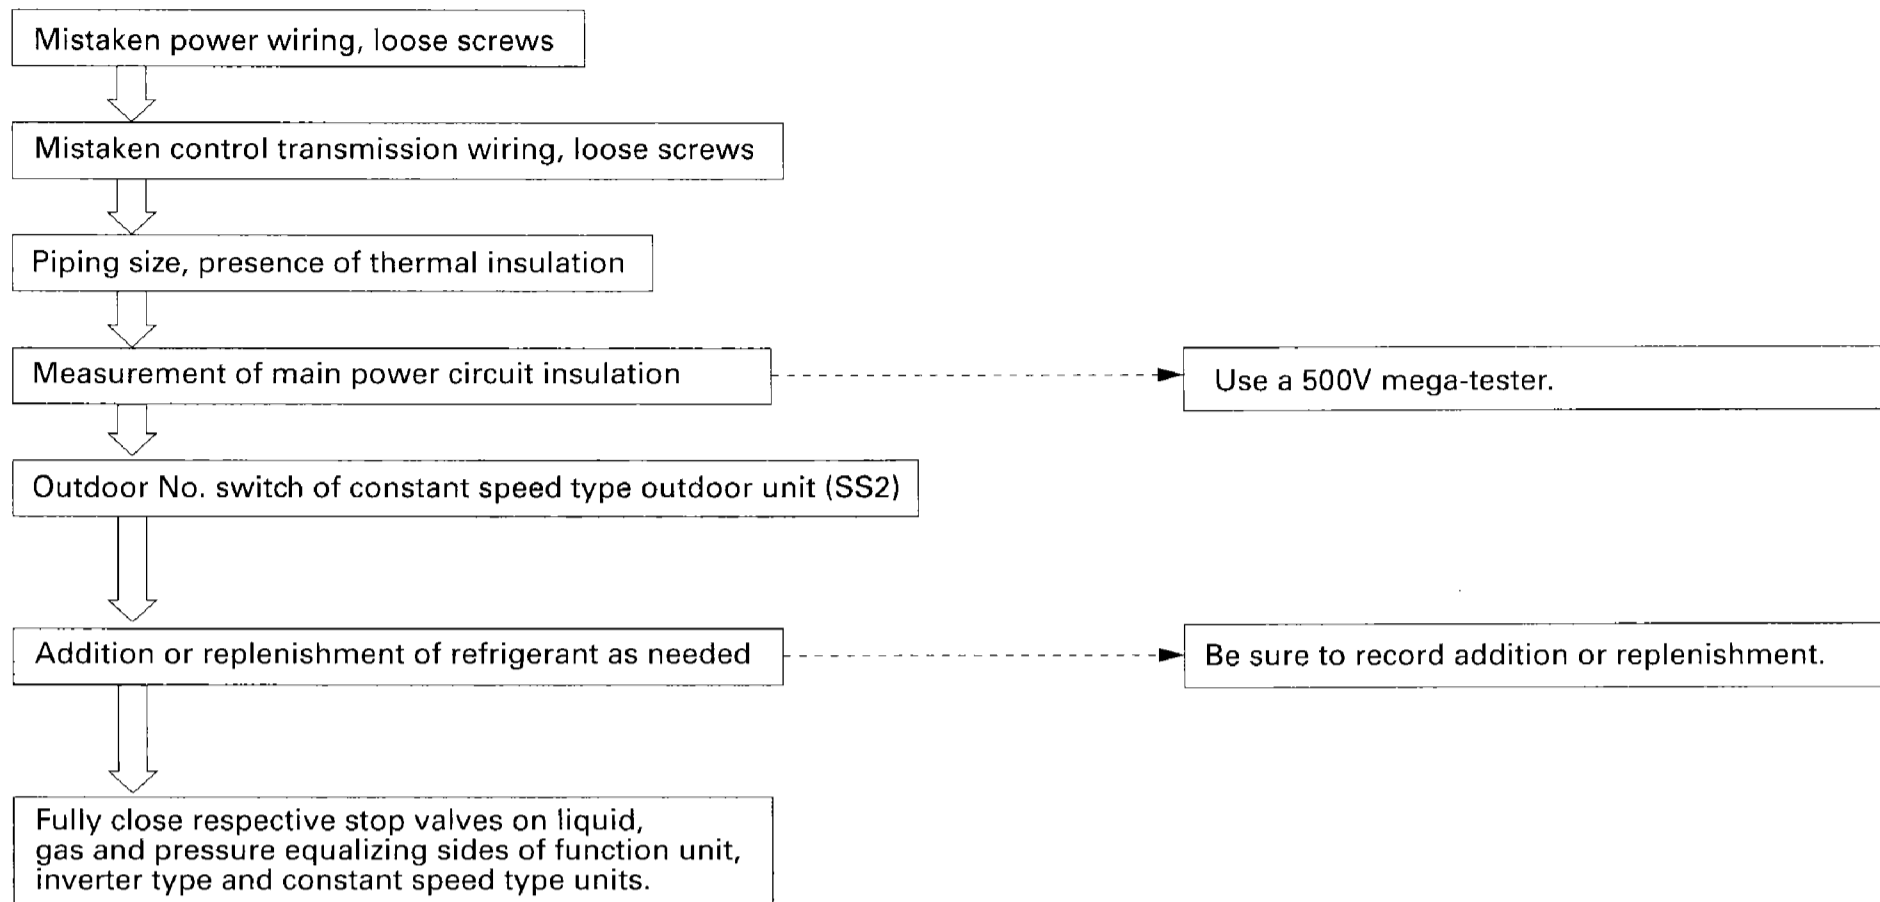 Mistaken power wiring, loose screws
Mistaken control transmission wiring, loose screws
Piping size, presence of thermal insulation
Measurement of main power circuit insulation
Use a 500V mega-tester.
Outdoor No. switch of constant speed type outdoor unit (SS2)
Addition or replenishment of refrigerant as needed
Be sure to record addition or replenishment.
Fully close respective stop valves on liquid,
gas and pressure equalizing sides of function unit,
inverter type and constant speed type units.